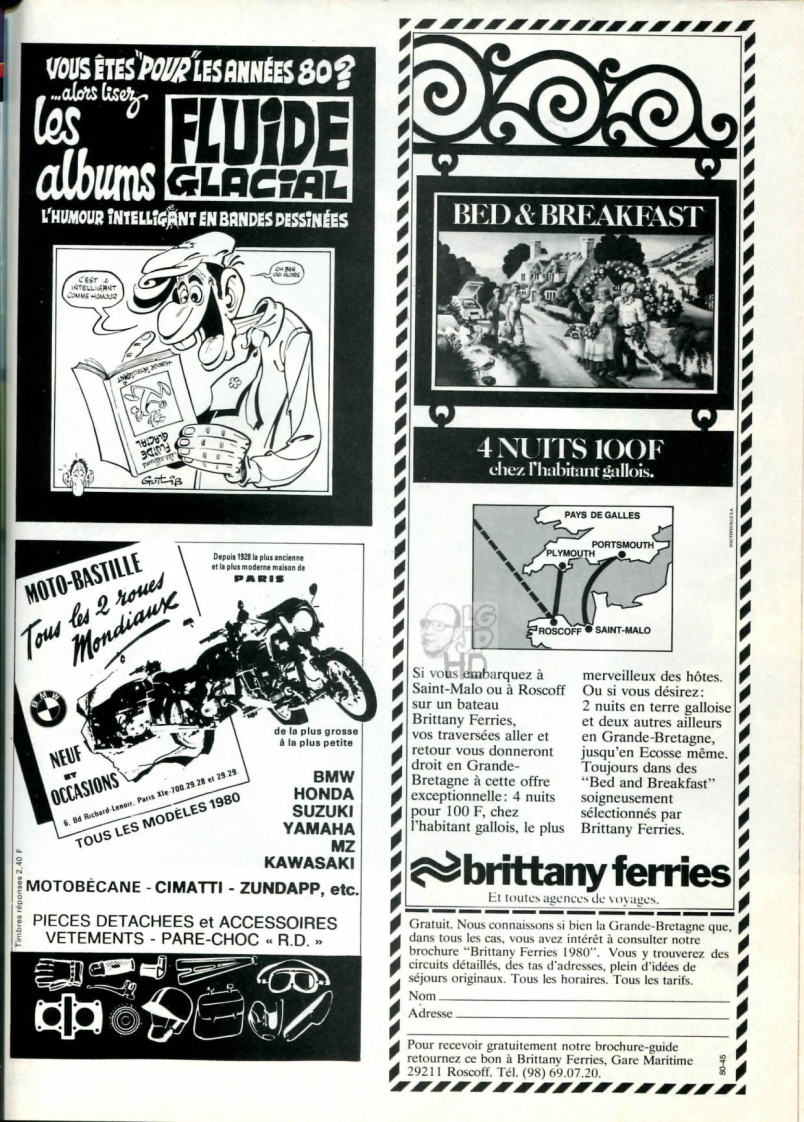 VOUS ÊTES "POUR" LES ANNÉES 80?
...alors lisez
les
albums
FLUIDE
GLACIAL
L'HUMOUR INTELLIGANT EN BANDES DESSINÉES
C'EST INTELLIGANT
COMME HUMOUR
OH BEN
OUI ALORS
FLUIDE
GLACIAL
GOTLIB
MOTO-BASTILLE
Tous les 2 roues
Mondiaux
Depuis 1928 la plus ancienne
et la plus moderne maison de
PARIS
BMW
NEUF
ET
OCCASIONS
6, Bd Richard-Lenoir, Paris XIe-700.29.28 et 29.29.
TOUS LES MODÈLES 1980
de la plus grosse
à la plus petite
BMW
HONDA
SUZUKI
YAMAHA
MZ
KAWASAKI
MOTOBÉCANE - CIMATTI - ZUNDAPP, etc.
Timbres réponses 2,40 F
PIECES DETACHEES et ACCESSOIRES
VETEMENTS - PARE-CHOC « R.D. »
BED & BREAKFAST
4 NUITS 100F
chez l'habitant gallois.
PAYS DE GALLES
PORTSMOUTH
PLYMOUTH
ROSCOFF
SAINT-MALO
LG
JD
HD
Si vous embarquez à
Saint-Malo ou à Roscoff
sur un bateau
Brittany Ferries,
vos traversées aller et
retour vous donneront
droit en Grande-
Bretagne à cette offre
exceptionnelle: 4 nuits
pour 100 F, chez
l'habitant gallois, le plus
merveilleux des hôtes.
Ou si vous désirez:
2 nuits en terre galloise
et deux autres ailleurs
en Grande-Bretagne,
jusqu'en Ecosse même.
Toujours dans des
"Bed and Breakfast"
soigneusement
sélectionnés par
Brittany Ferries.
brittany ferries
Et toutes agences de voyages.
Gratuit. Nous connaissons si bien la Grande-Bretagne que,
dans tous les cas, vous avez intérêt à consulter notre
brochure "Brittany Ferries 1980". Vous y trouverez des
circuits détaillés, des tas d'adresses, plein d'idées de
séjours originaux. Tous les horaires. Tous les tarifs.
Nom
Adresse
Pour recevoir gratuitement notre brochure-guide
retournez ce bon à Brittany Ferries, Gare Maritime
29211 Roscoff. Tél. (98) 69.07.20.
80-45